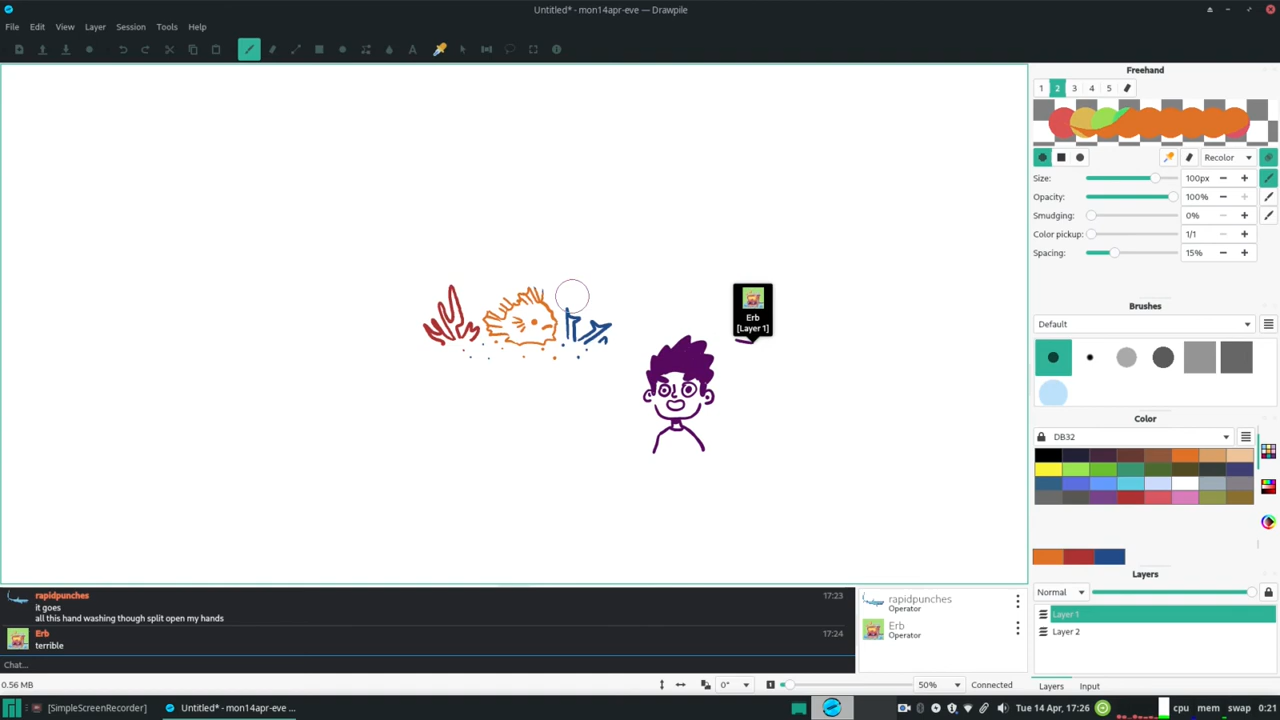 Untitled* - mon14apr-eve — Drawpile
File Edit View Layer Session Tools Help
Freehand
1 2 3 4 5
Recolor
Size: 100px
Opacity: 100%
Smudging: 0%
Color pickup: 1/1
Spacing: 15%
Erb
[Layer 1]
Brushes
Default
Color
DB32
Layers
Normal
Layer 1
Layer 2
rapidpunches 17:23
it goes
all this hand washing though split open my hands
Erb 17:24
terrible
rapidpunches
Operator
Erb
Operator
Chat...
0.56 MB 0° 50% Connected
Layers Input
[SimpleScreenRecorder] Untitled* - mon14apr-eve ... Tue 14 Apr, 17:26 cpu mem swap 0:21